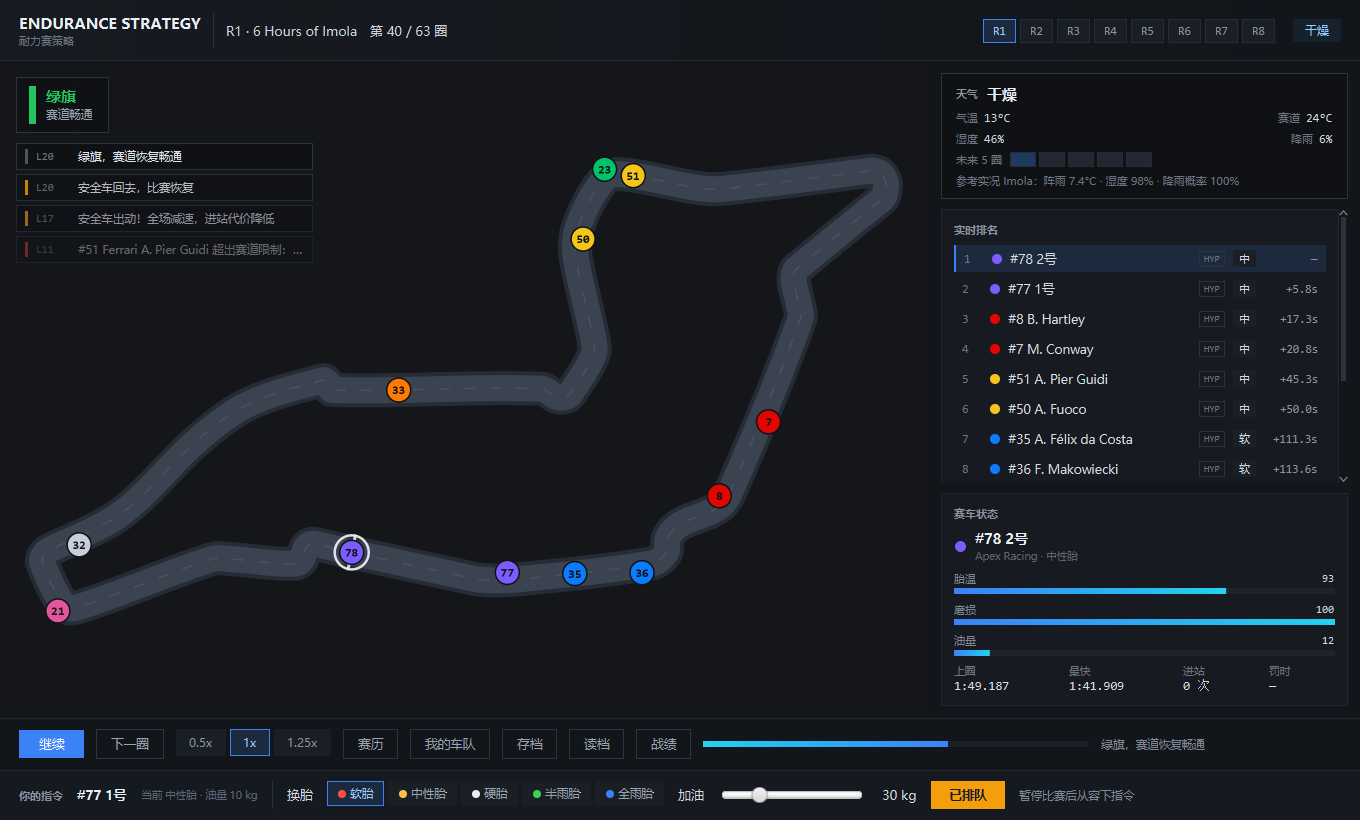 ENDURANCE STRATEGY
耐力赛策略
R1 · 6 Hours of Imola 第 40 / 63 圈
R1 R2 R3 R4 R5 R6 R7 R8 干燥
绿旗
赛道畅通
L20 绿旗，赛道恢复畅通
L20 安全车回去，比赛恢复
L17 安全车出动！全场减速，进站代价降低
L11 #51 Ferrari A. Pier Guidi 超出赛道限制: ...
23
51
50
33
7
8
32
78
77
35
36
21
天气 干燥
气温 13°C 赛道 24°C
湿度 46% 降雨 6%
未来 5 圈
参考实况 Imola: 阵雨 7.4°C · 湿度 98% · 降雨概率 100%
实时排名
1 #78 2号 HYP 中 —
2 #77 1号 HYP 中 +5.8s
3 #8 B. Hartley HYP 中 +17.3s
4 #7 M. Conway HYP 中 +20.8s
5 #51 A. Pier Guidi HYP 中 +45.3s
6 #50 A. Fuoco HYP 中 +50.0s
7 #35 A. Félix da Costa HYP 软 +111.3s
8 #36 F. Makowiecki HYP 软 +113.6s
赛车状态
#78 2号
Apex Racing · 中性胎
胎温 93
磨损 100
油量 12
上圈 最快 进站 罚时
1:49.187 1:41.909 0 次 —
继续 下一圈 0.5x 1x 1.25x 赛历 我的车队 存档 读档 战绩 绿旗，赛道恢复畅通
你的指令 #77 1号 当前 中性胎 · 油量 10 kg 换胎 软胎 中性胎 硬胎 半雨胎 全雨胎 加油 30 kg 已排队 暂停比赛后从容下指令